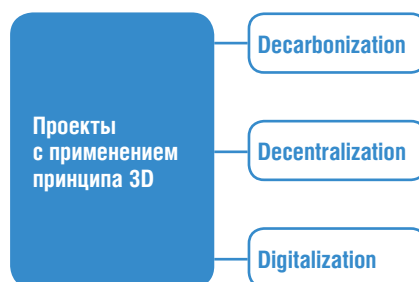 Проекты
с применением
принципа 3D
Decarbonization
Decentralization
Digitalization